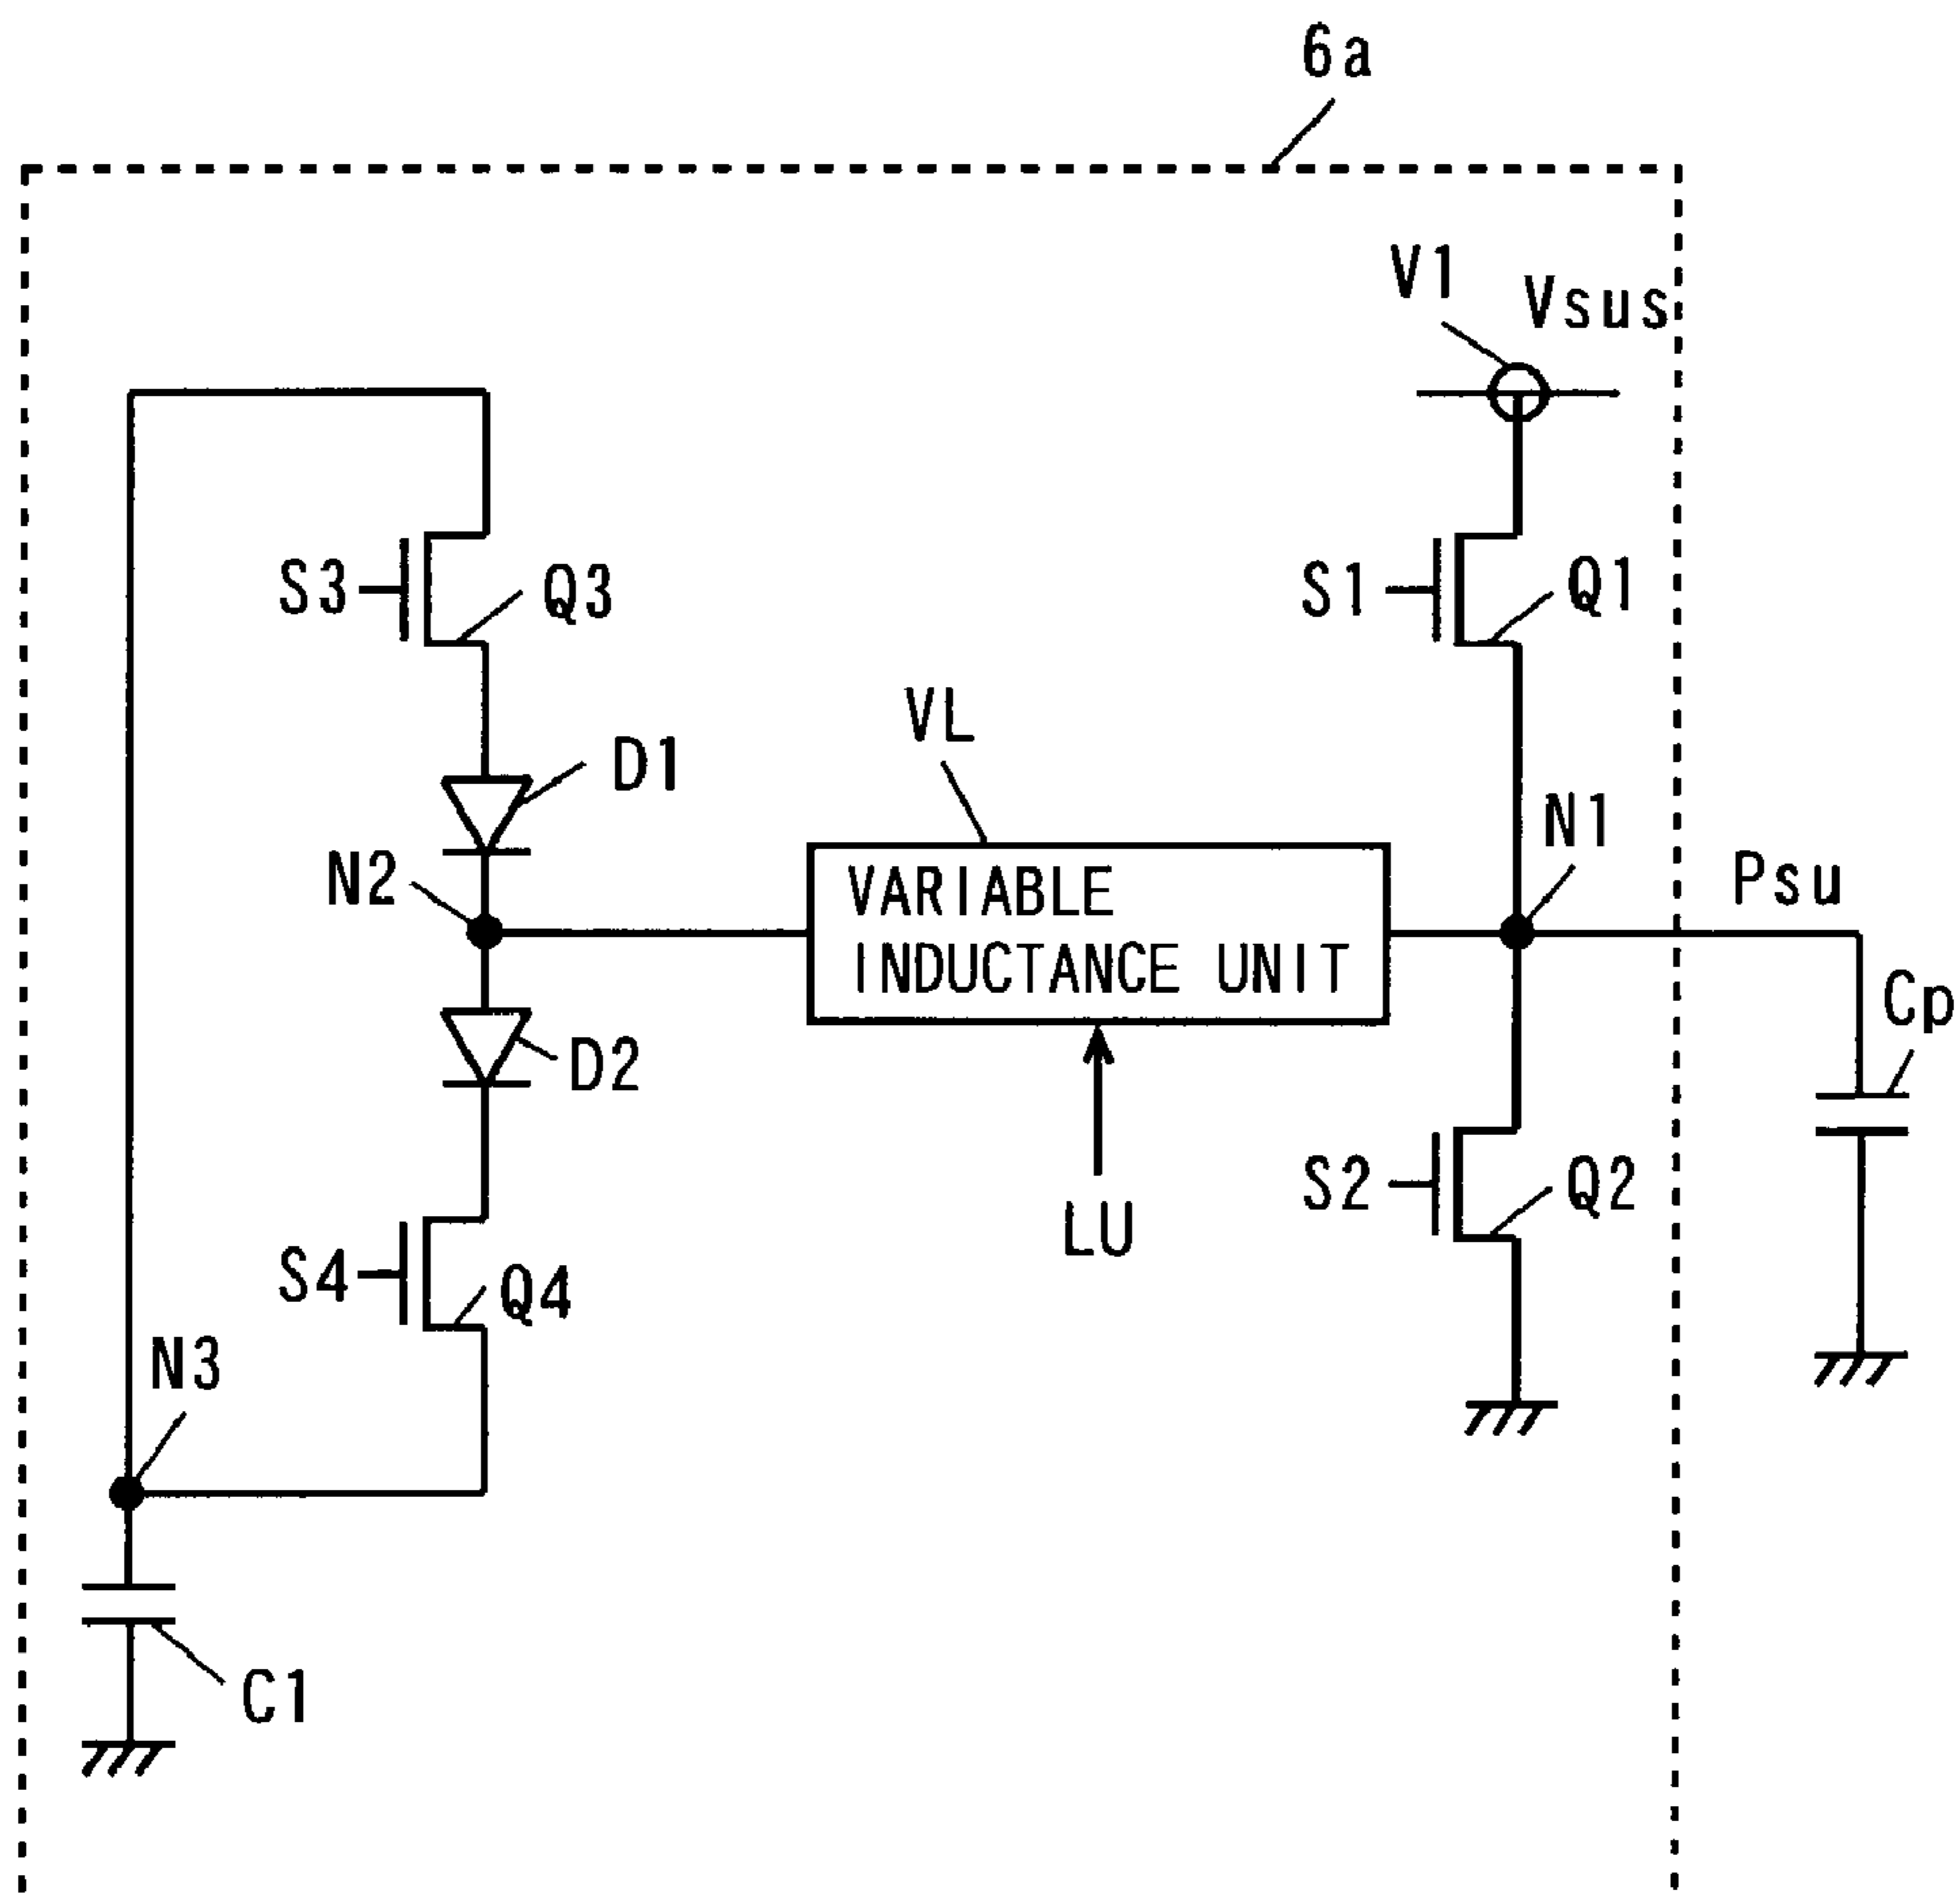 6a
V1
Vsus
S3
Q3
S1
Q1
VL
D1
N1
N2
VARIABLE
INDUCTANCE UNIT
Psu
Cp
D2
S2
Q2
LU
S4
Q4
N3
C1